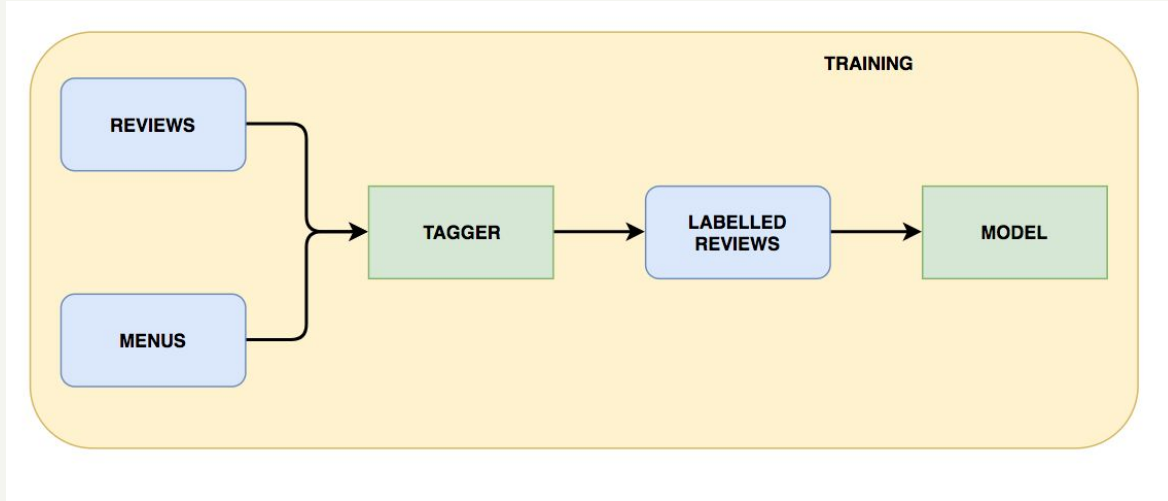 TRAINING
REVIEWS
MENUS
TAGGER
LABELLED
REVIEWS
MODEL